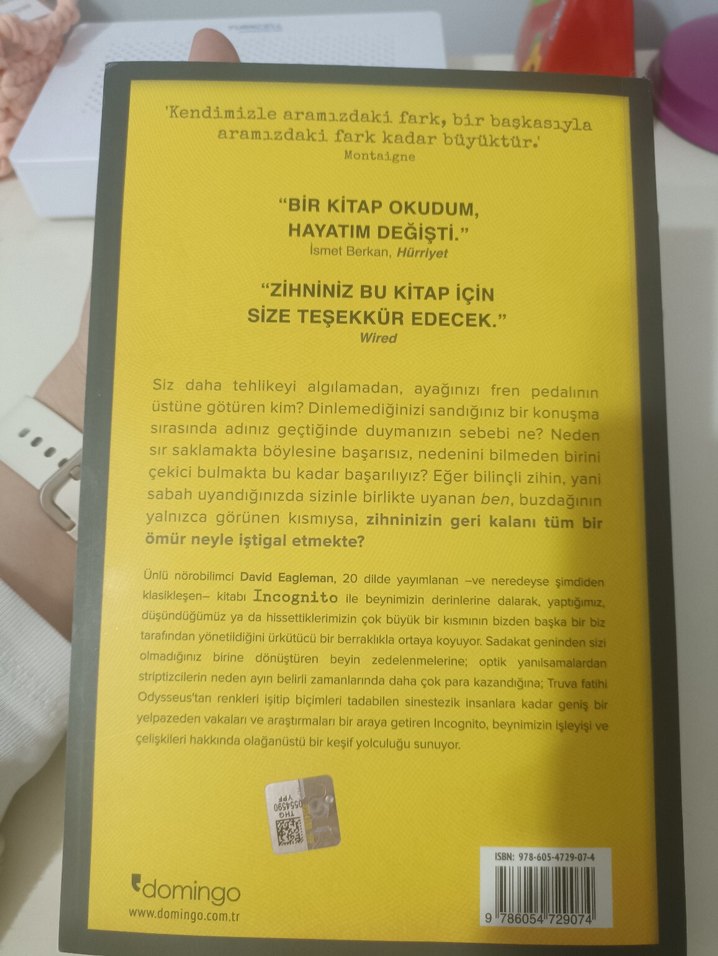 'Kendimizle aramızdaki fark, bir başkasıyla
aramızdaki fark kadar büyüktür.'
Montaigne
“BİR KİTAP OKUDUM,
HAYATIM DEĞİŞTİ.”
İsmet Berkan, Hürriyet
“ZİHNİNİZ BU KİTAP İÇİN
SİZE TEŞEKKÜR EDECEK.”
Wired
Siz daha tehlikeyi algılamadan, ayağınızı fren pedalının
üstüne götüren kim? Dinlemediğinizi sandığınız bir konuşma
sırasında adınız geçtiğinde duymanızın sebebi ne? Neden
sır saklamakta böylesine başarısız, nedenini bilmeden birini
çekici bulmakta bu kadar başarılıyız? Eğer bilinçli zihin, yani
sabah uyandığınızda sizinle birlikte uyanan ben, buzdağının
yalnızca görünen kısmıysa, zihninizin geri kalanı tüm bir
ömür neyle iştigal etmekte?
Ünlü nörobilimci David Eagleman, 20 dilde yayımlanan –ve neredeyse şimdiden
klasikleşen– kitabı Incognito ile beynimizin derinlerine dalarak, yaptığımız,
düşündüğümüz ya da hissettiklerimizin çok büyük bir kısmının bizden başka bir biz
tarafından yönetildiğini ürkütücü bir berraklıkla ortaya koyuyor. Sadakat geninden sizi
olmadığınız birine dönüştüren beyin zedelenmelerine; optik yanılsamalardan
striptizcilerin neden ayın belirli zamanlarında daha çok para kazandığına; Truva fatihi
Odysseus'tan renkleri işitip biçimleri tadabilen sinestezik insanlara kadar geniş bir
yelpazeden vakaları ve araştırmaları bir araya getiren Incognito, beynimizin işleyişi ve
çelişkileri hakkında olağanüstü bir keşif yolculuğu sunuyor.
THG
YPF
0554590
domingo
www.domingo.com.tr
ISBN: 978-605-4729-07-4
9 786054 729074